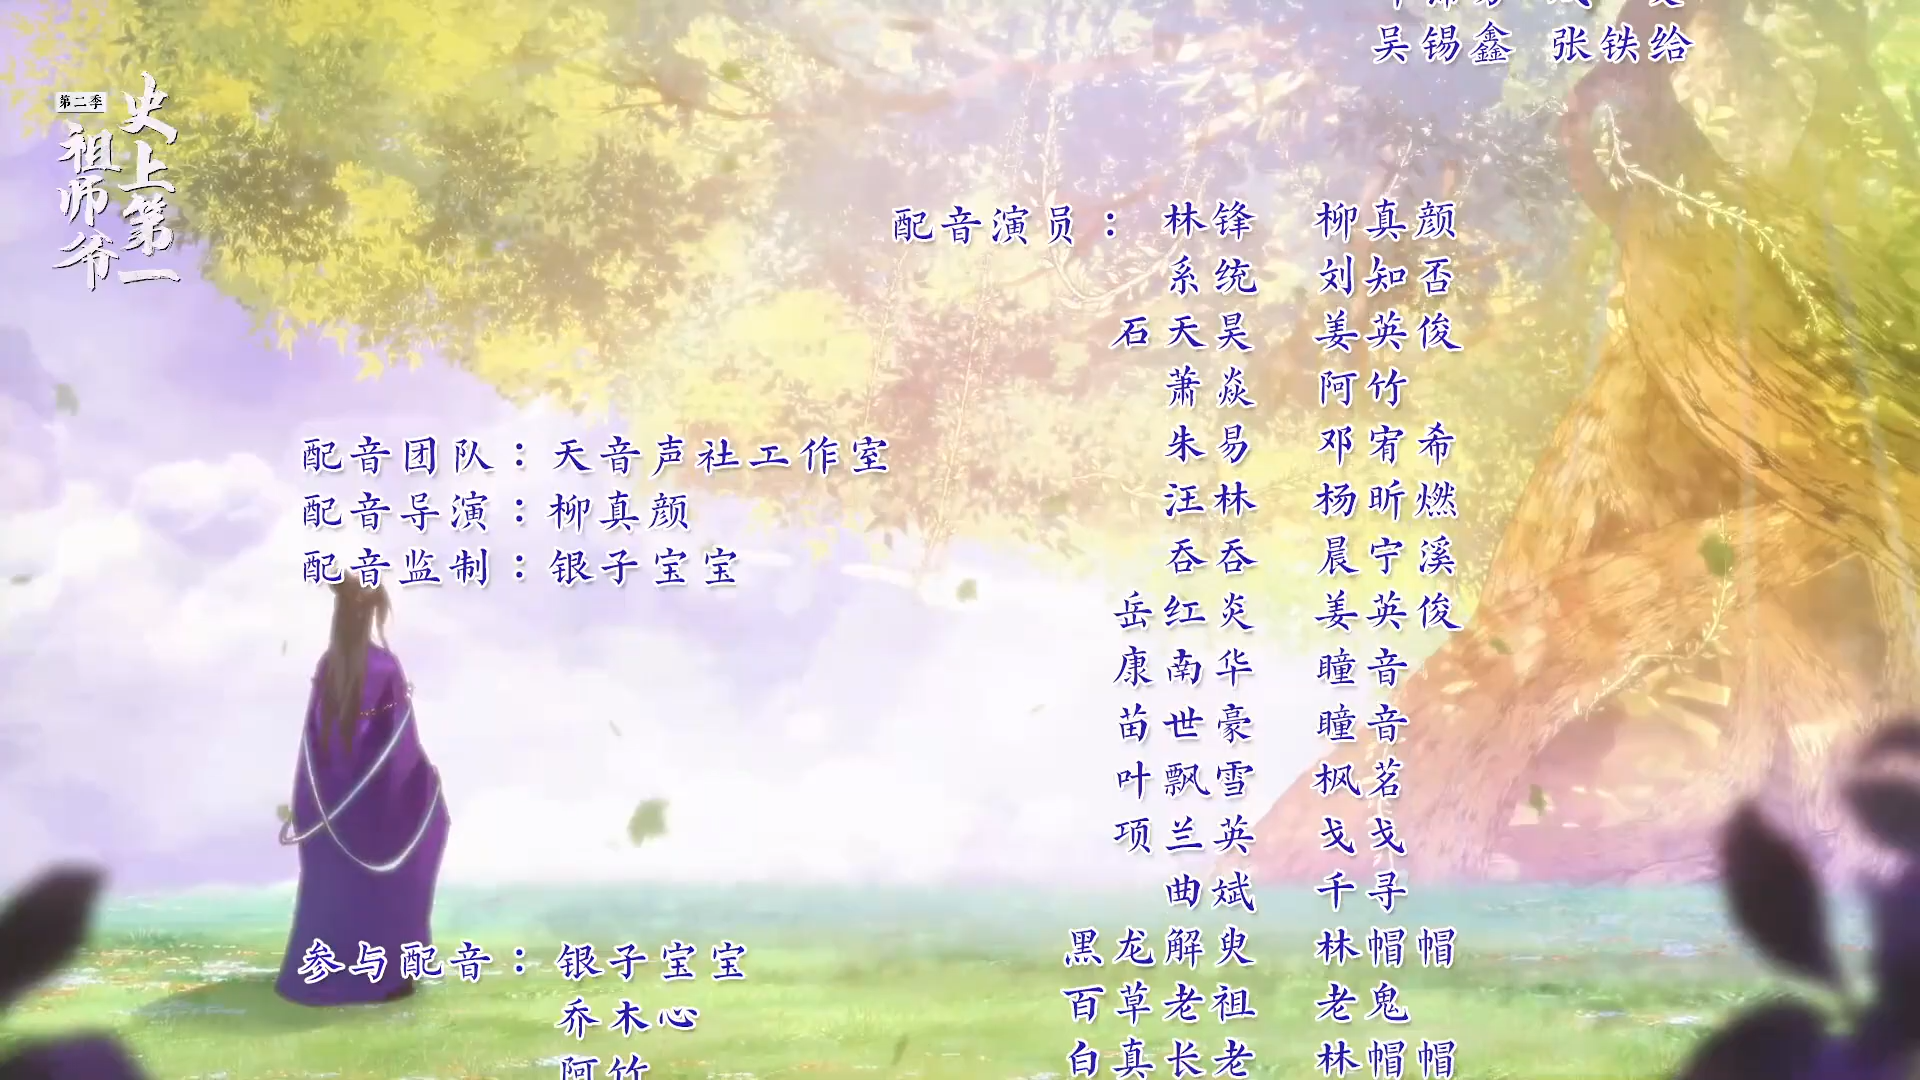 吴锡鑫 张铁给
第二季
史上第一
祖师爷
配音演员： 林锋 柳真颜
系统 刘知否
石天昊 姜英俊
萧焱 阿竹
朱易 邓宥希
汪林 杨昕燃
吞吞 晨宁溪
岳红炎 姜英俊
康南华 瞳音
苗世豪 瞳音
叶飘雪 枫茗
项兰英 戈戈
曲斌 千寻
黑龙解臾 林帽帽
百草老祖 老鬼
白真长老 林帽帽
配音团队：天音声社工作室
配音导演：柳真颜
配音监制：银子宝宝
参与配音：银子宝宝
乔木心
阿竹